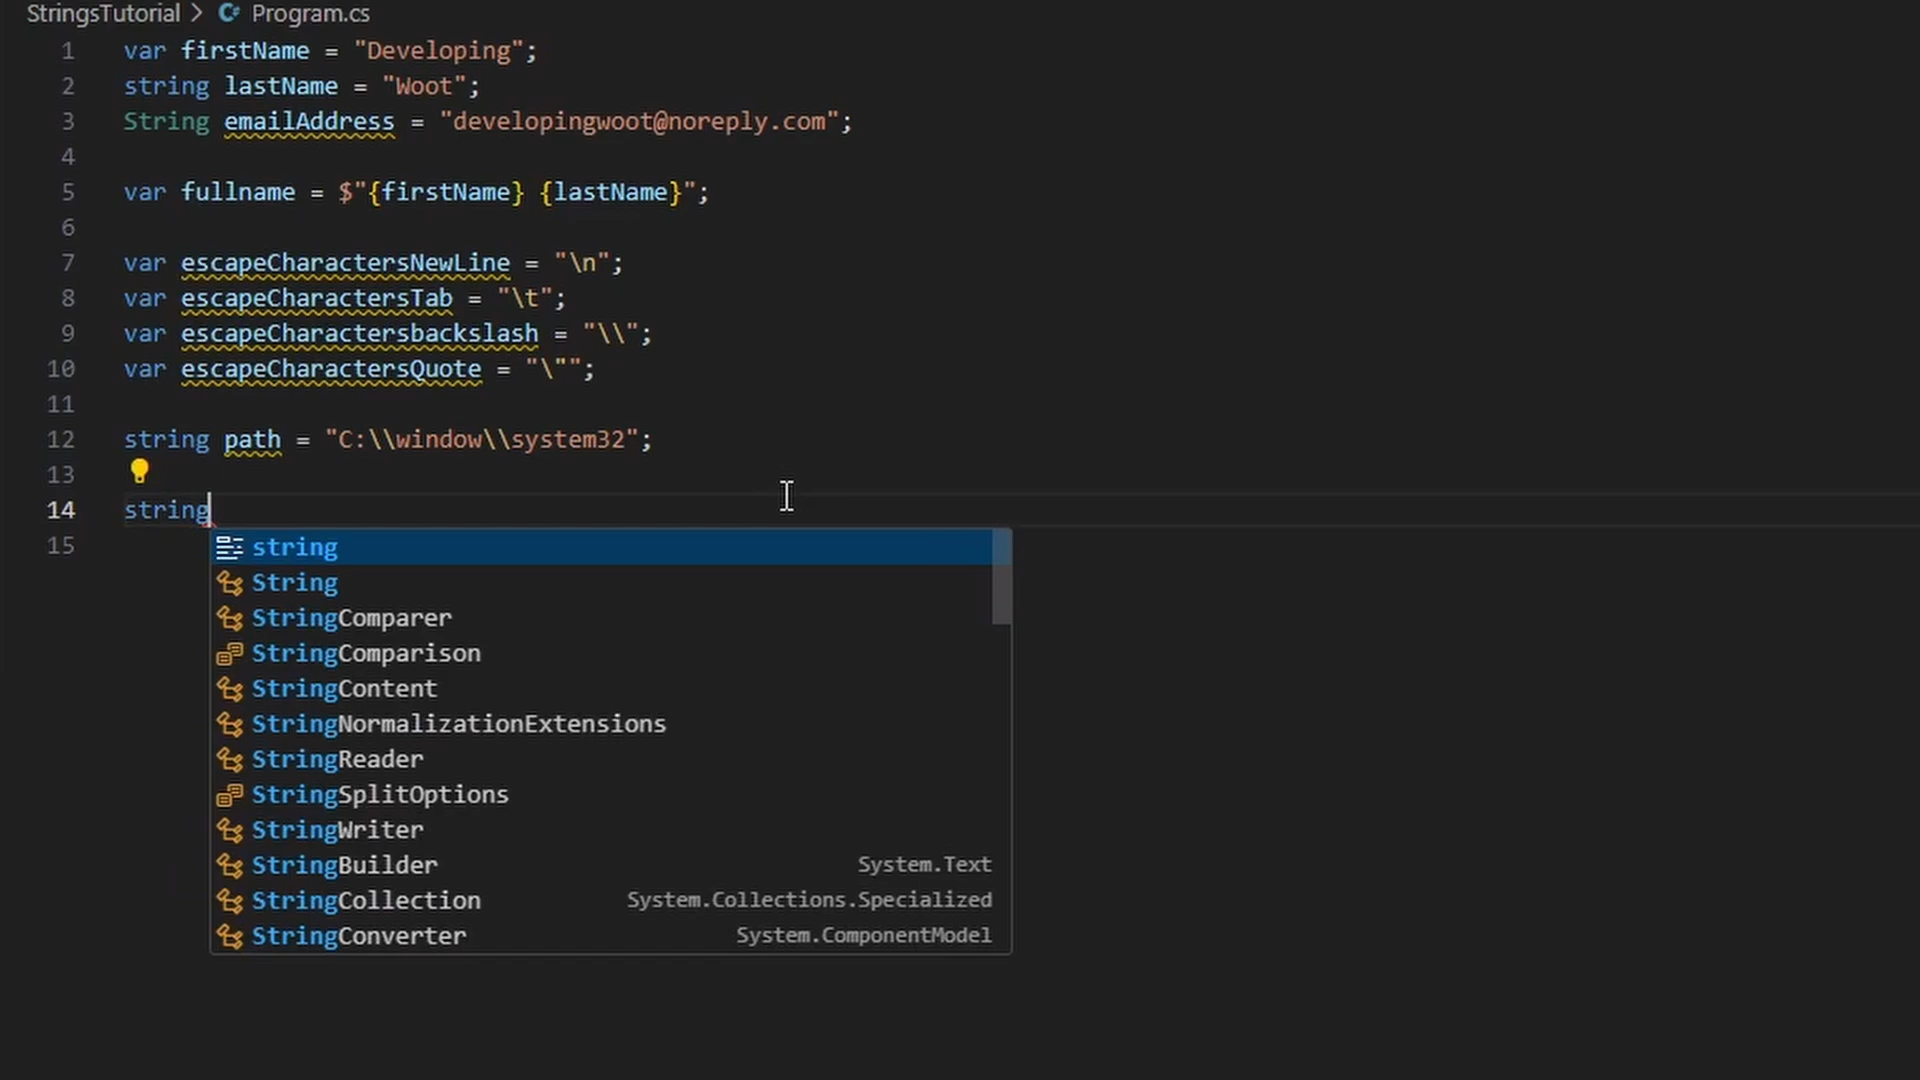 StringsTutorial > C# Program.cs
1 var firstName = "Developing";
2 string lastName = "Woot";
3 String emailAddress = "developingwoot@noreply.com";
4
5 var fullname = $"{firstName} {lastName}";
6
7 var escapeCharactersNewLine = "\n";
8 var escapeCharactersTab = "\t";
9 var escapeCharactersbackslash = "\\";
10 var escapeCharactersQuote = "\"";
11
12 string path = "C:\\window\\system32";
13
14 string
15
string
String
StringComparer
StringComparison
StringContent
StringNormalizationExtensions
StringReader
StringSplitOptions
StringWriter
StringBuilder System.Text
StringCollection System.Collections.Specialized
StringConverter System.ComponentModel